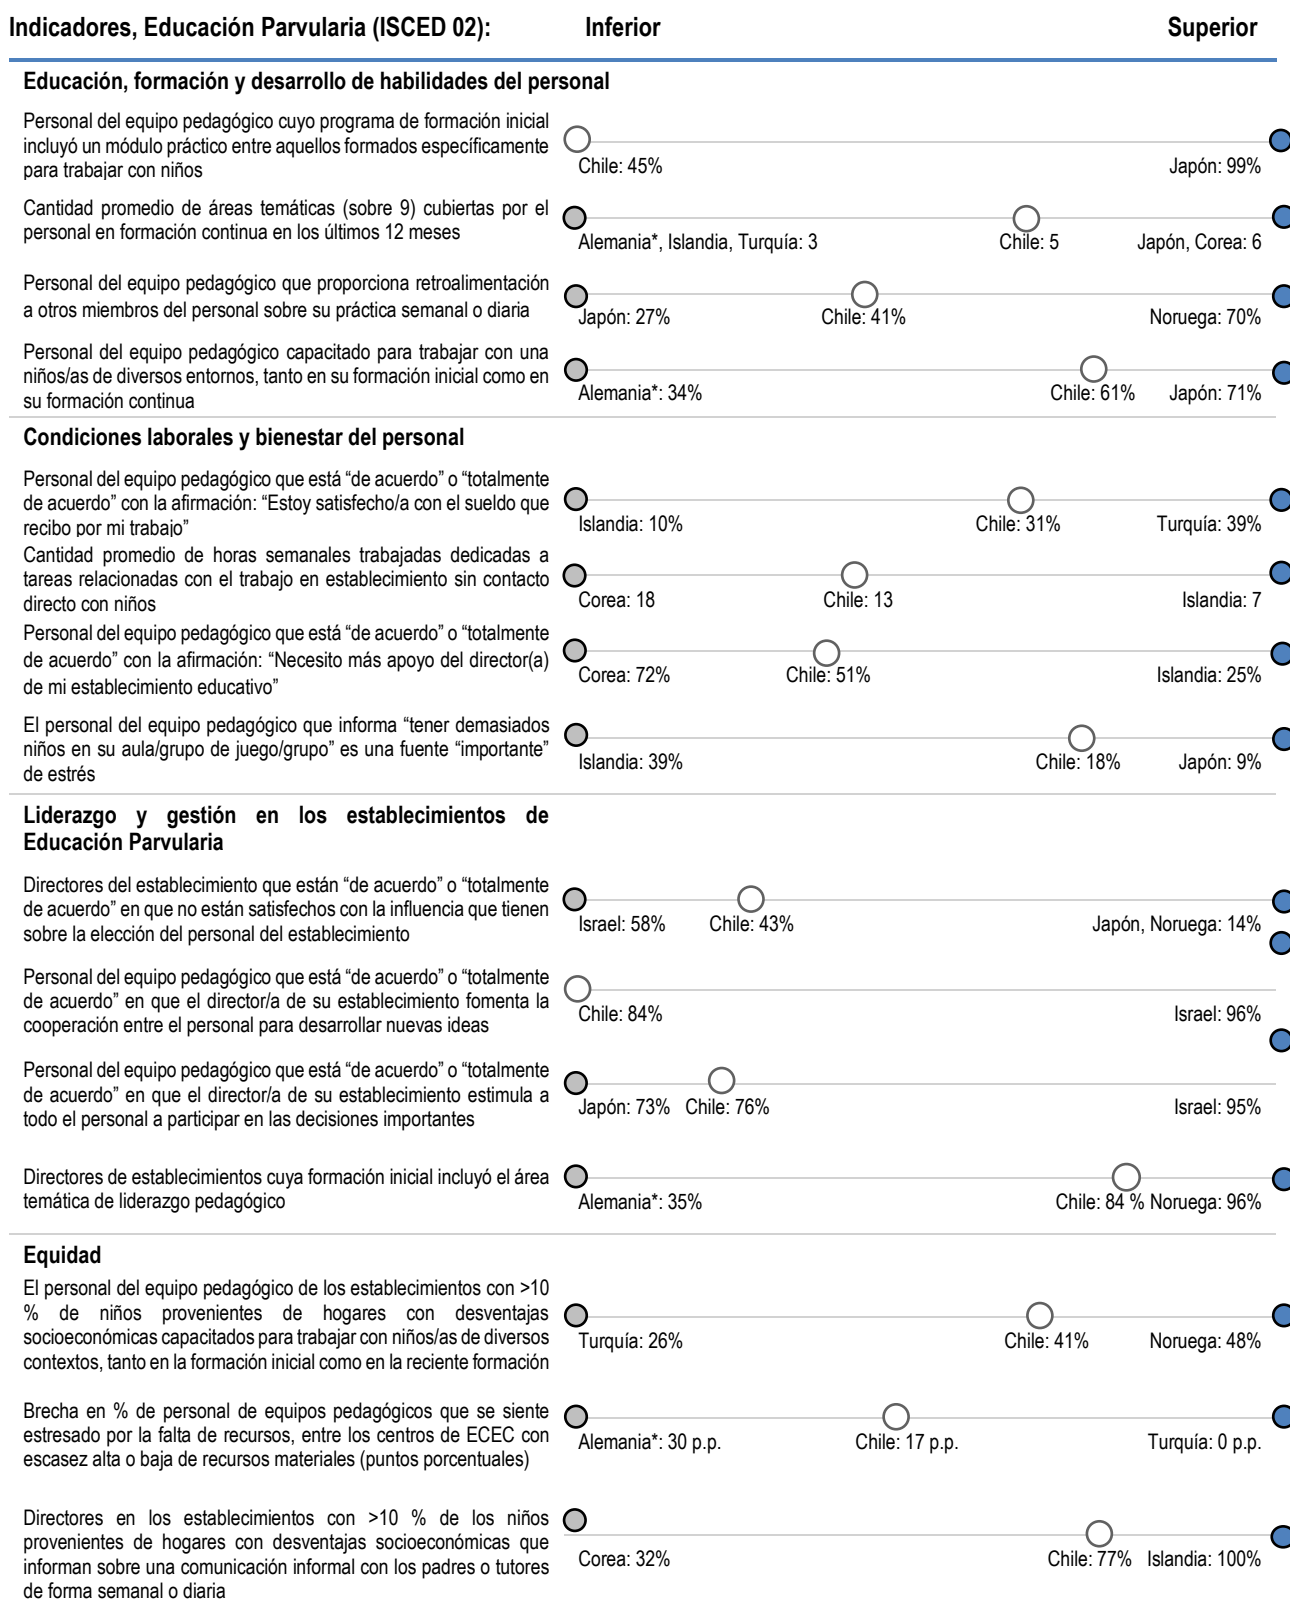 Indicadores, Educación Parvularia (ISCED 02): Inferior Superior
Educación, formación y desarrollo de habilidades del personal
Personal del equipo pedagógico cuyo programa de formación inicial
incluyó un módulo práctico entre aquellos formados específicamente
para trabajar con niños
Chile: 45% Japón: 99%
Cantidad promedio de áreas temáticas (sobre 9) cubiertas por el
personal en formación continua en los últimos 12 meses
Alemania*, Islandia, Turquía: 3 Chile: 5 Japón, Corea: 6
Personal del equipo pedagógico que proporciona retroalimentación
a otros miembros del personal sobre su práctica semanal o diaria
Japón: 27% Chile: 41% Noruega: 70%
Personal del equipo pedagógico capacitado para trabajar con una
niños/as de diversos entornos, tanto en su formación inicial como en
su formación continua
Alemania*: 34% Chile: 61% Japón: 71%
Condiciones laborales y bienestar del personal
Personal del equipo pedagógico que está “de acuerdo” o “totalmente
de acuerdo” con la afirmación: “Estoy satisfecho/a con el sueldo que
recibo por mi trabajo”
Islandia: 10% Chile: 31% Turquía: 39%
Cantidad promedio de horas semanales trabajadas dedicadas a
tareas relacionadas con el trabajo en establecimiento sin contacto
directo con niños
Corea: 18 Chile: 13 Islandia: 7
Personal del equipo pedagógico que está “de acuerdo” o “totalmente
de acuerdo” con la afirmación: “Necesito más apoyo del director(a)
de mi establecimiento educativo”
Corea: 72% Chile: 51% Islandia: 25%
El personal del equipo pedagógico que informa “tener demasiados
niños en su aula/grupo de juego/grupo” es una fuente “importante”
de estrés
Islandia: 39% Chile: 18% Japón: 9%
Liderazgo y gestión en los establecimientos de
Educación Parvularia
Directores del establecimiento que están “de acuerdo” o “totalmente
de acuerdo” en que no están satisfechos con la influencia que tienen
sobre la elección del personal del establecimiento
Israel: 58% Chile: 43% Japón, Noruega: 14%
Personal del equipo pedagógico que está “de acuerdo” o “totalmente
de acuerdo” en que el director/a de su establecimiento fomenta la
cooperación entre el personal para desarrollar nuevas ideas
Chile: 84% Israel: 96%
Personal del equipo pedagógico que está “de acuerdo” o “totalmente
de acuerdo” en que el director/a de su establecimiento estimula a
todo el personal a participar en las decisiones importantes
Japón: 73% Chile: 76% Israel: 95%
Directores de establecimientos cuya formación inicial incluyó el área
temática de liderazgo pedagógico
Alemania*: 35% Chile: 84 % Noruega: 96%
Equidad
El personal del equipo pedagógico de los establecimientos con >10
% de niños provenientes de hogares con desventajas
socioeconómicas capacitados para trabajar con niños/as de diversos
contextos, tanto en la formación inicial como en la reciente formación
Turquía: 26% Chile: 41% Noruega: 48%
Brecha en % de personal de equipos pedagógicos que se siente
estresado por la falta de recursos, entre los centros de ECEC con
escasez alta o baja de recursos materiales (puntos porcentuales)
Alemania*: 30 p.p. Chile: 17 p.p. Turquía: 0 p.p.
Directores en los establecimientos con >10 % de los niños
provenientes de hogares con desventajas socioeconómicas que
informan sobre una comunicación informal con los padres o tutores
de forma semanal o diaria
Corea: 32% Chile: 77% Islandia: 100%